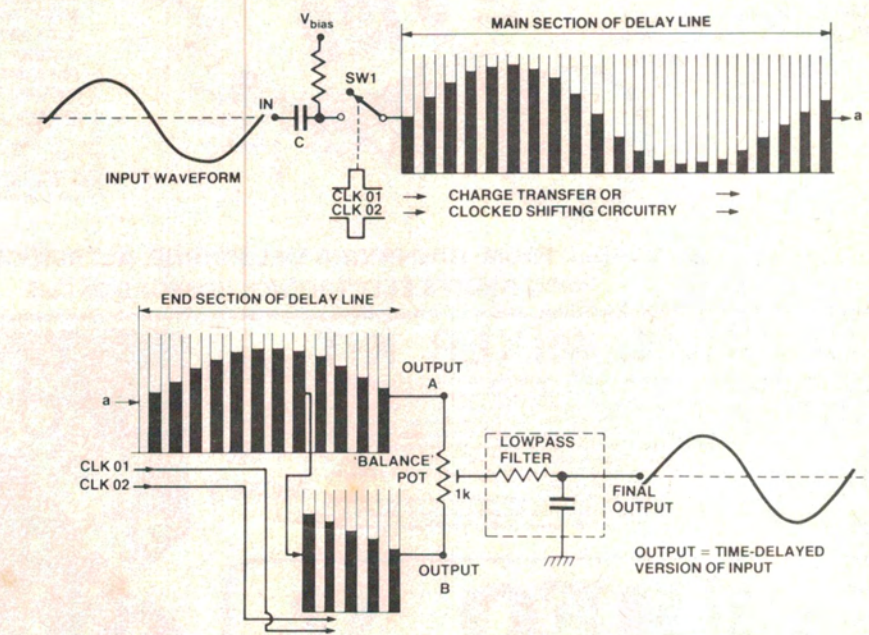 MAIN SECTION OF DELAY LINE
Vbias
SW1
IN
C
a
INPUT WAVEFORM
CLK 01
CLK 02
CHARGE TRANSFER OR
CLOCKED SHIFTING CIRCUITRY
END SECTION OF DELAY LINE
a
OUTPUT
A
CLK 01
CLK 02
'BALANCE'
POT
1k
LOWPASS
FILTER
FINAL
OUTPUT
OUTPUT
B
OUTPUT = TIME-DELAYED
VERSION OF INPUT